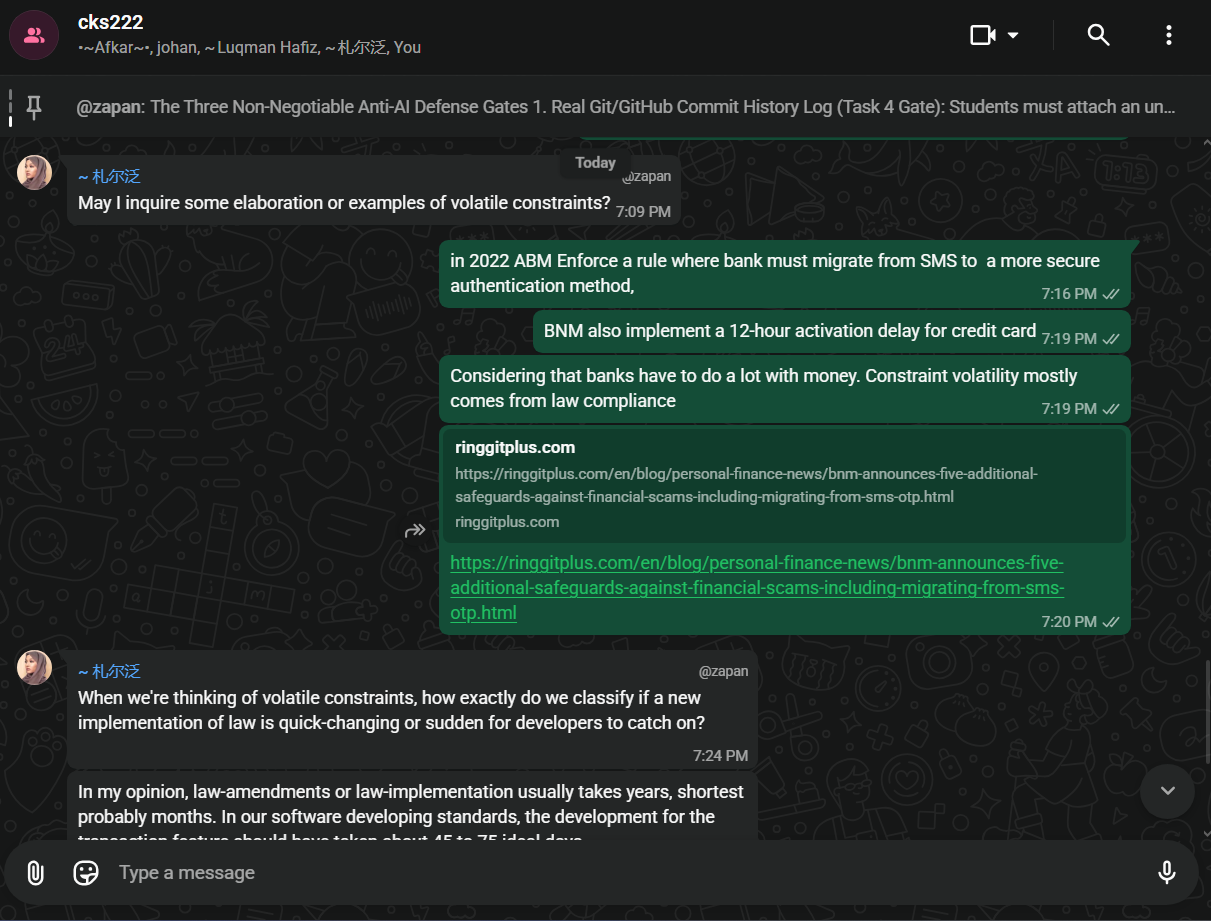 cks222
•~Afkar~•, johan, ~Luqman Hafiz, ~札尔泛, You
@zapan: The Three Non-Negotiable Anti-AI Defense Gates 1. Real Git/GitHub Commit History Log (Task 4 Gate): Students must attach an un...
Today
~札尔泛
@zapan
May I inquire some elaboration or examples of volatile constraints?
7:09 PM
in 2022 ABM Enforce a rule where bank must migrate from SMS to  a more secure
authentication method,
7:16 PM
BNM also implement a 12-hour activation delay for credit card
7:19 PM
Considering that banks have to do a lot with money. Constraint volatility mostly
comes from law compliance
7:19 PM
ringgitplus.com
https://ringgitplus.com/en/blog/personal-finance-news/bnm-announces-five-additional-
safeguards-against-financial-scams-including-migrating-from-sms-otp.html
ringgitplus.com
https://ringgitplus.com/en/blog/personal-finance-news/bnm-announces-five-
additional-safeguards-against-financial-scams-including-migrating-from-sms-
otp.html
7:20 PM
~札尔泛
@zapan
When we're thinking of volatile constraints, how exactly do we classify if a new
implementation of law is quick-changing or sudden for developers to catch on?
7:24 PM
In my opinion, law-amendments or law-implementation usually takes years, shortest
probably months. In our software developing standards, the development for the
transaction feature should have taken about 45 to 75 ideal days
Type a message